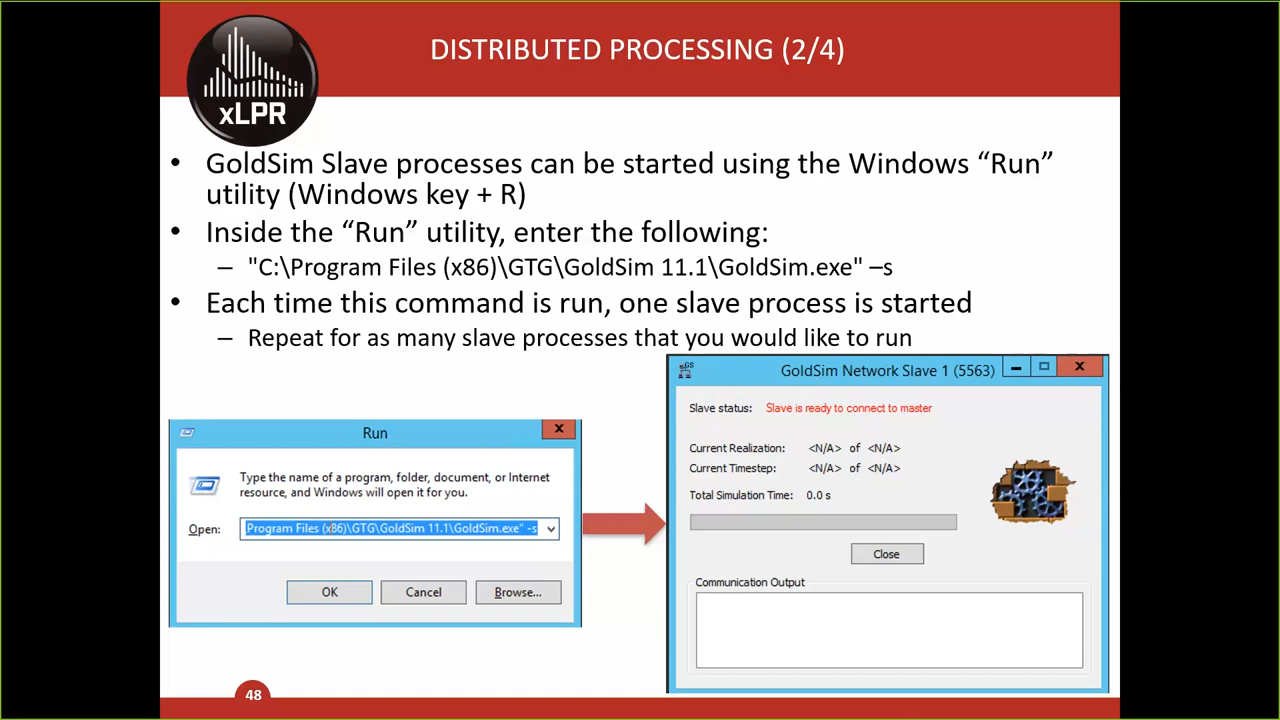 xLPR
DISTRIBUTED PROCESSING (2/4)
• GoldSim Slave processes can be started using the Windows “Run”
utility (Windows key + R)
• Inside the “Run” utility, enter the following:
– "C:\Program Files (x86)\GTG\GoldSim 11.1\GoldSim.exe" –s
• Each time this command is run, one slave process is started
– Repeat for as many slave processes that you would like to run
Run
X
Type the name of a program, folder, document, or Internet
resource, and Windows will open it for you.
Open: Program Files (x86)\GTG\GoldSim 11.1\GoldSim.exe" -s
OK Cancel Browse...
GS
GoldSim Network Slave 1 (5563)
X
Slave status: Slave is ready to connect to master
Current Realization: <N/A> of <N/A>
Current Timestep: <N/A> of <N/A>
Total Simulation Time: 0.0 s
Close
Communication Output
48